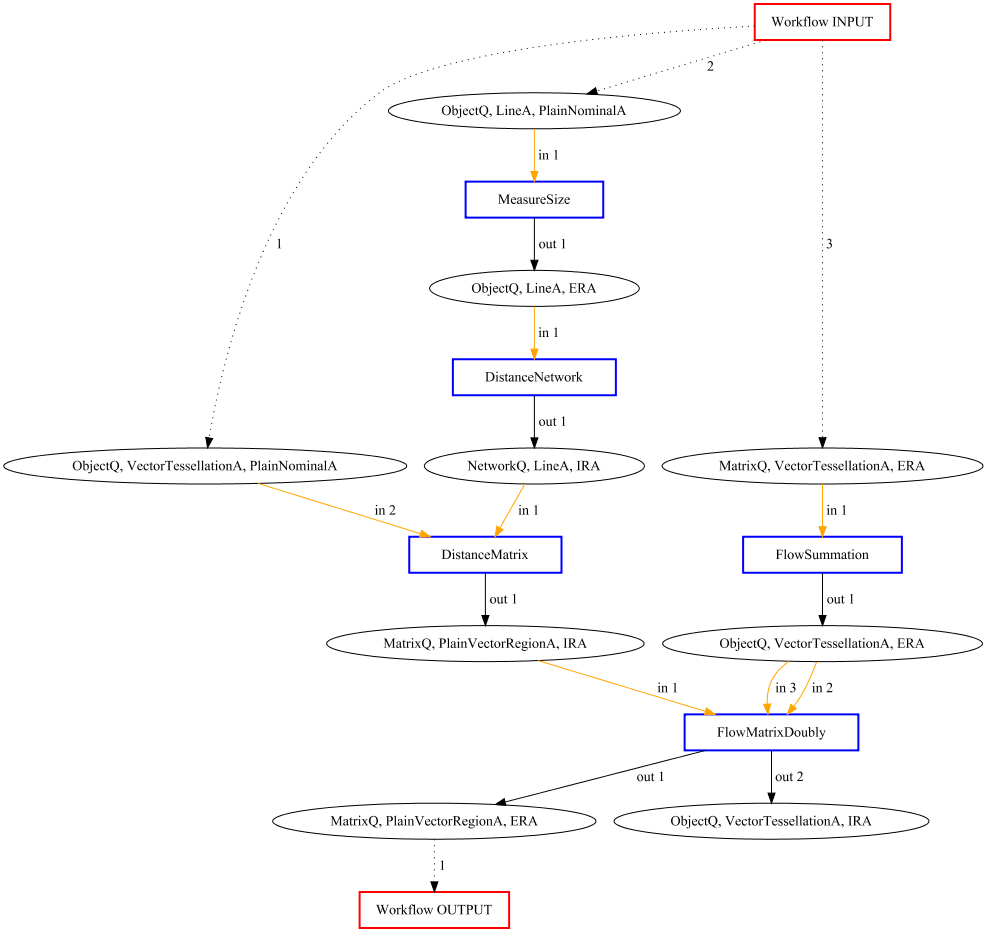 Workflow INPUT
2
ObjectQ, LineA, PlainNominalA
in 1
MeasureSize
1
3
out 1
ObjectQ, LineA, ERA
in 1
DistanceNetwork
out 1
ObjectQ, VectorTessellationA, PlainNominalA
NetworkQ, LineA, IRA
MatrixQ, VectorTessellationA, ERA
in 2
in 1
in 1
DistanceMatrix
FlowSummation
out 1
out 1
MatrixQ, PlainVectorRegionA, IRA
ObjectQ, VectorTessellationA, ERA
in 1
in 3
in 2
FlowMatrixDoubly
out 1
out 2
MatrixQ, PlainVectorRegionA, ERA
ObjectQ, VectorTessellationA, IRA
1
Workflow OUTPUT